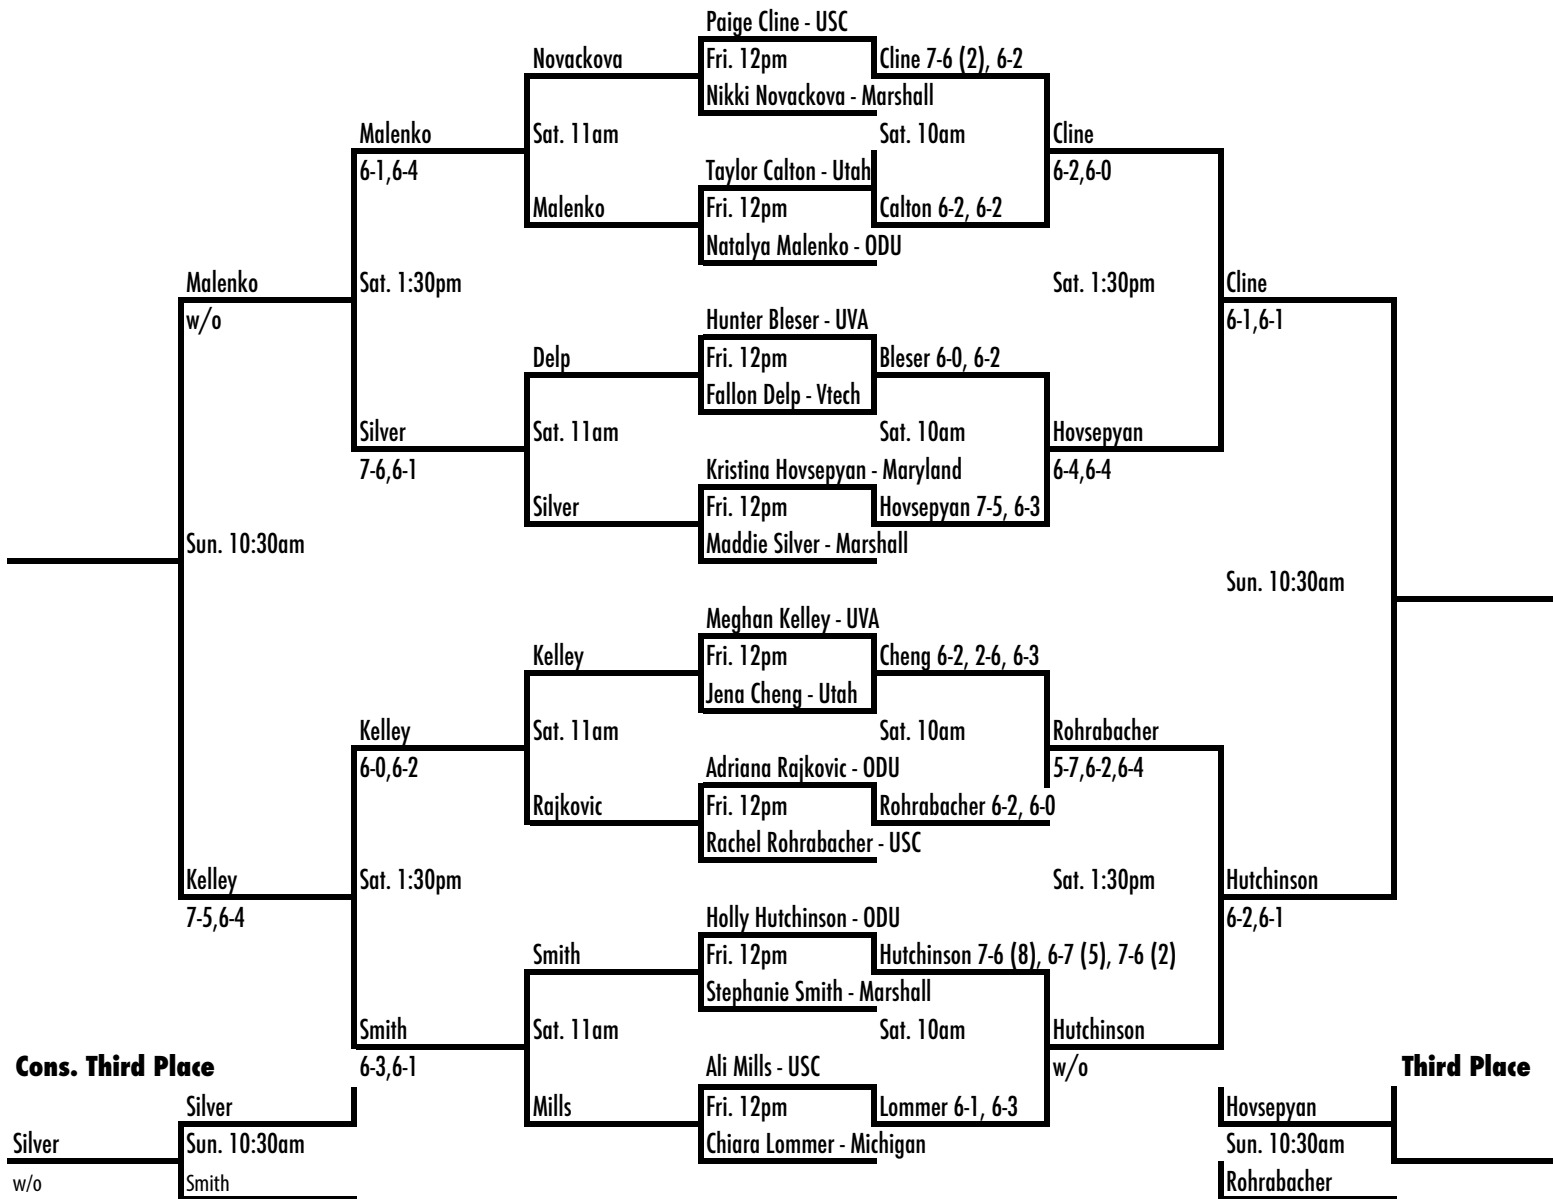 Paige Cline - USC
Novackova
Fri. 12pm
Cline 7-6 (2), 6-2
Nikki Novackova - Marshall
Malenko
Sat. 11am
Sat. 10am
Cline
6-1,6-4
Taylor Calton - Utah
6-2,6-0
Malenko
Fri. 12pm
Calton 6-2, 6-2
Natalya Malenko - ODU
Malenko
Sat. 1:30pm
Sat. 1:30pm
Cline
w/o
Hunter Bleser - UVA
6-1,6-1
Delp
Fri. 12pm
Bleser 6-0, 6-2
Fallon Delp - Vtech
Silver
Sat. 11am
Sat. 10am
Hovsepyan
7-6,6-1
Kristina Hovsepyan - Maryland
6-4,6-4
Silver
Fri. 12pm
Hovsepyan 7-5, 6-3
Sun. 10:30am
Maddie Silver - Marshall
Sun. 10:30am
Meghan Kelley - UVA
Kelley
Fri. 12pm
Cheng 6-2, 2-6, 6-3
Jena Cheng - Utah
Kelley
Sat. 11am
Sat. 10am
Rohrabacher
6-0,6-2
Adriana Rajkovic - ODU
5-7,6-2,6-4
Rajkovic
Fri. 12pm
Rohrabacher 6-2, 6-0
Rachel Rohrabacher - USC
Kelley
Sat. 1:30pm
Sat. 1:30pm
Hutchinson
7-5,6-4
Holly Hutchinson - ODU
6-2,6-1
Smith
Fri. 12pm
Hutchinson 7-6 (8), 6-7 (5), 7-6 (2)
Stephanie Smith - Marshall
Smith
Sat. 11am
Sat. 10am
Hutchinson
Cons. Third Place
6-3,6-1
Ali Mills - USC
w/o
Third Place
Silver
Mills
Fri. 12pm
Lommer 6-1, 6-3
Hovsepyan
Silver
Sun. 10:30am
Chiara Lommer - Michigan
Sun. 10:30am
w/o
Smith
Rohrabacher